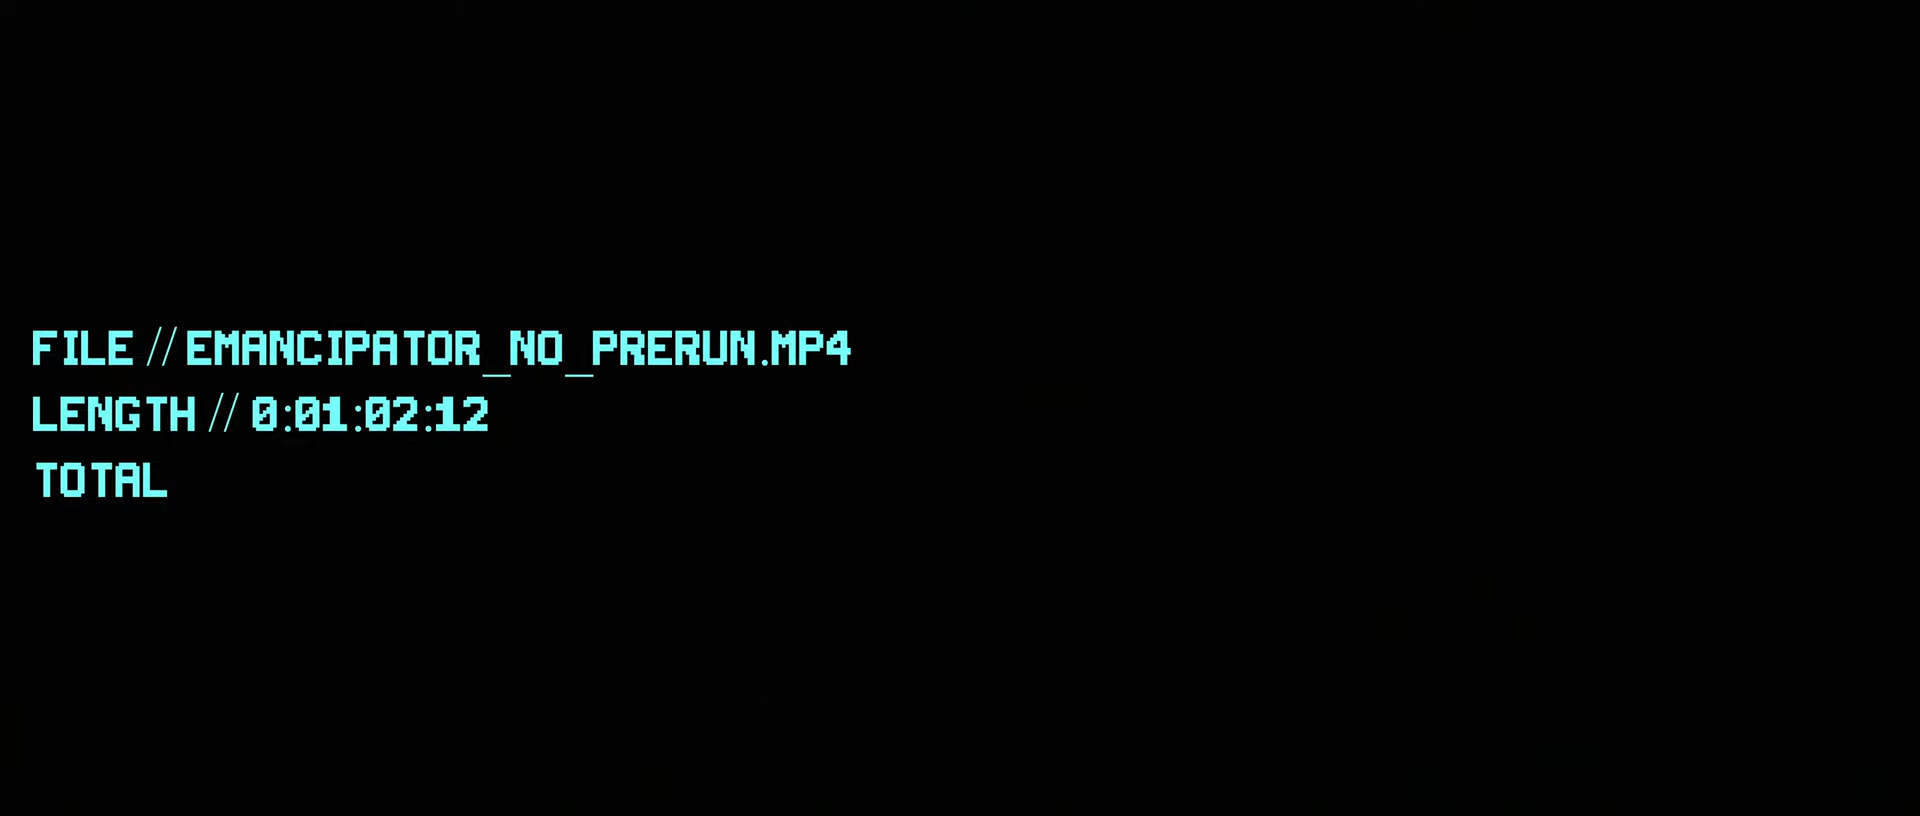 FILE // EMANCIPATOR_NO_PRERUN.MP4
LENGTH // 0:01:02:12
TOTAL